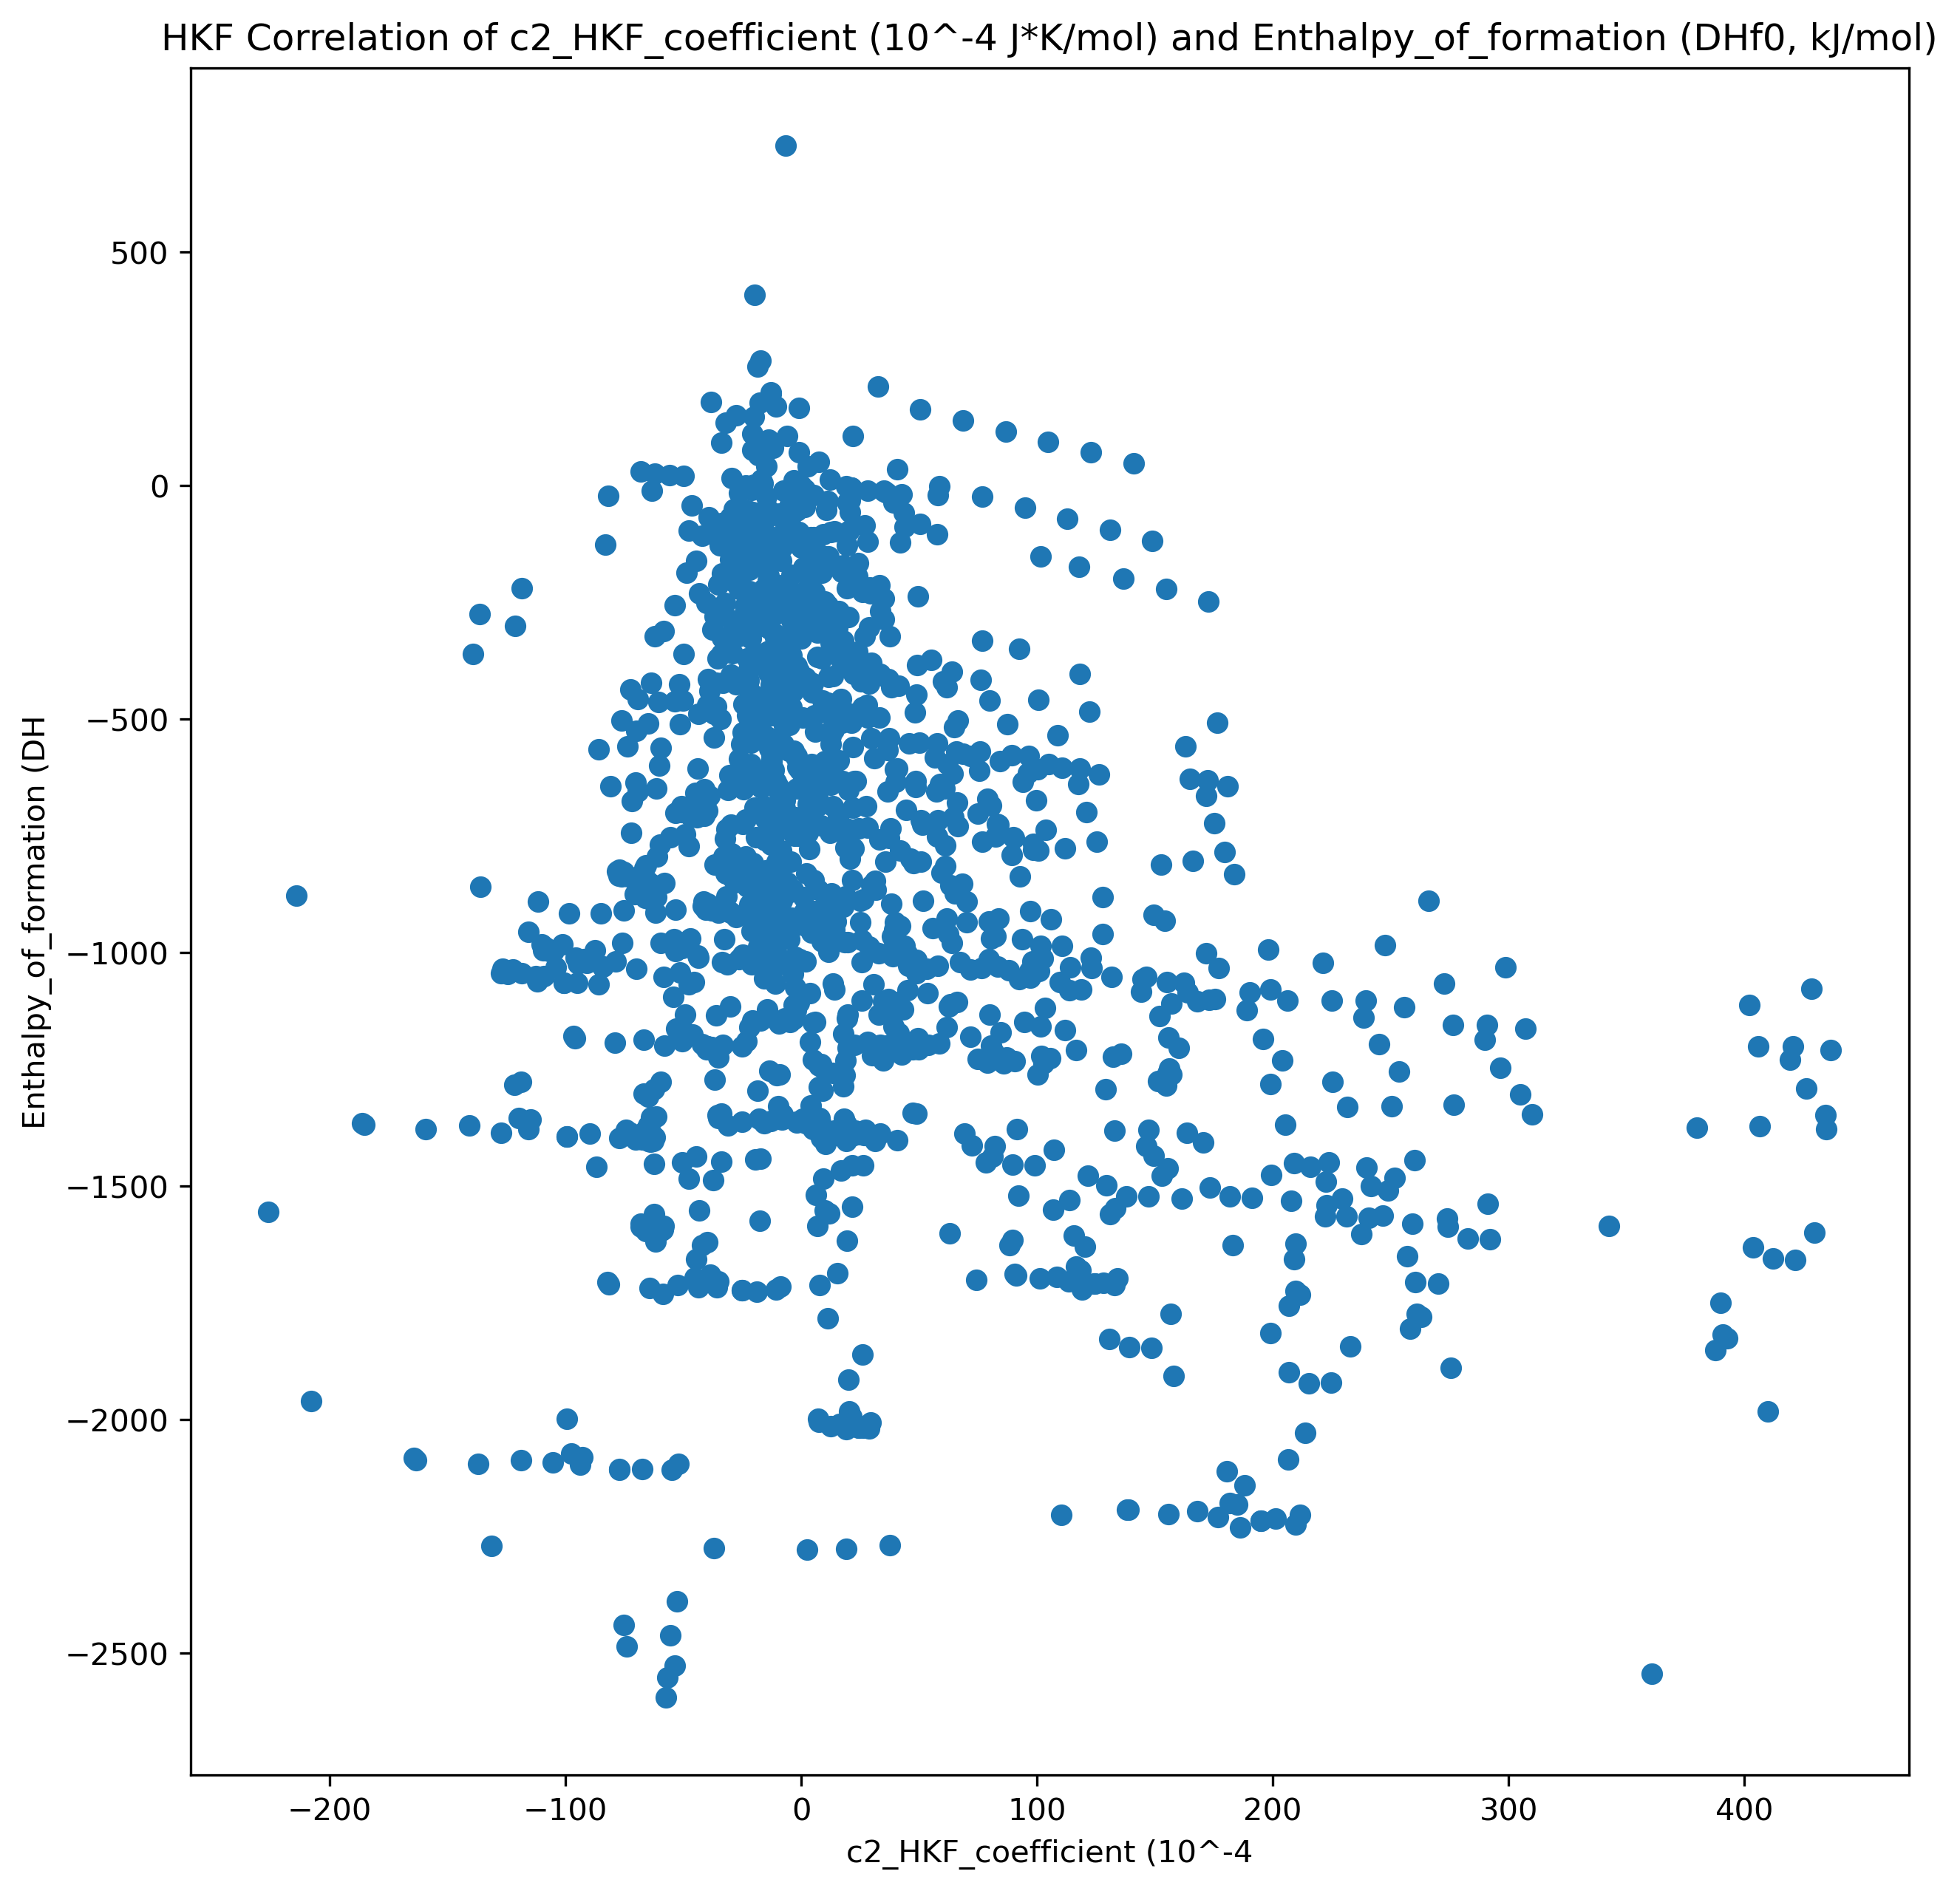 HKF Correlation of c2_HKF_coefficient (10^-4 J*K/mol) and Enthalpy_of_formation (DHf0, kJ/mol)
Enthalpy_of_formation (DH
500
0
−500
−1000
−1500
−2000
−2500
−200 −100 0 100 200 300 400
c2_HKF_coefficient (10^-4